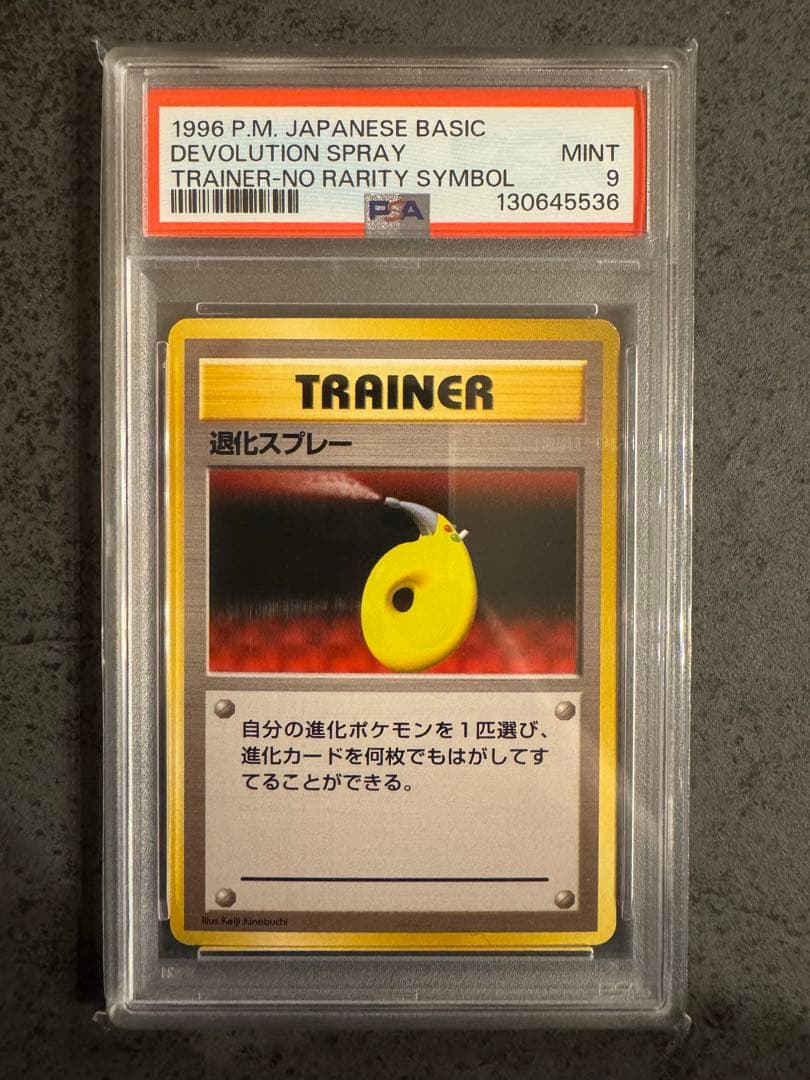 1996 P.M. JAPANESE BASIC
DEVOLUTION SPRAY MINT
TRAINER-NO RARITY SYMBOL 9
PSA 130645536
TRAINER
退化スプレー
自分の進化ポケモンを1匹選び、
進化カードを何枚でもはがしてす
てることができる。
Illus. Keiji Kinebuchi